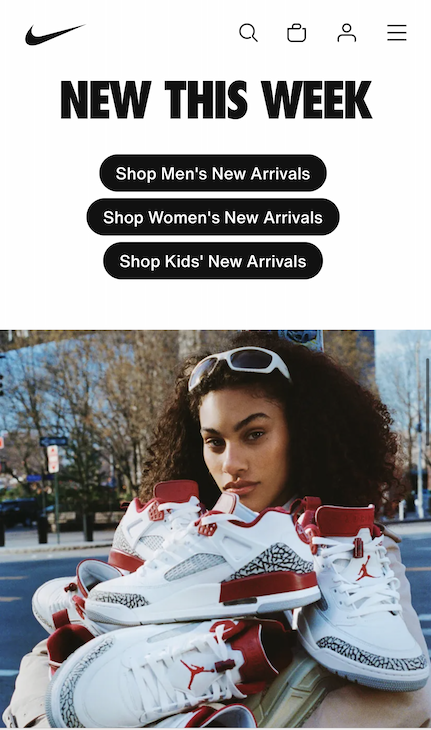 NEW THIS WEEK
Shop Men's New Arrivals
Shop Women's New Arrivals
Shop Kids' New Arrivals